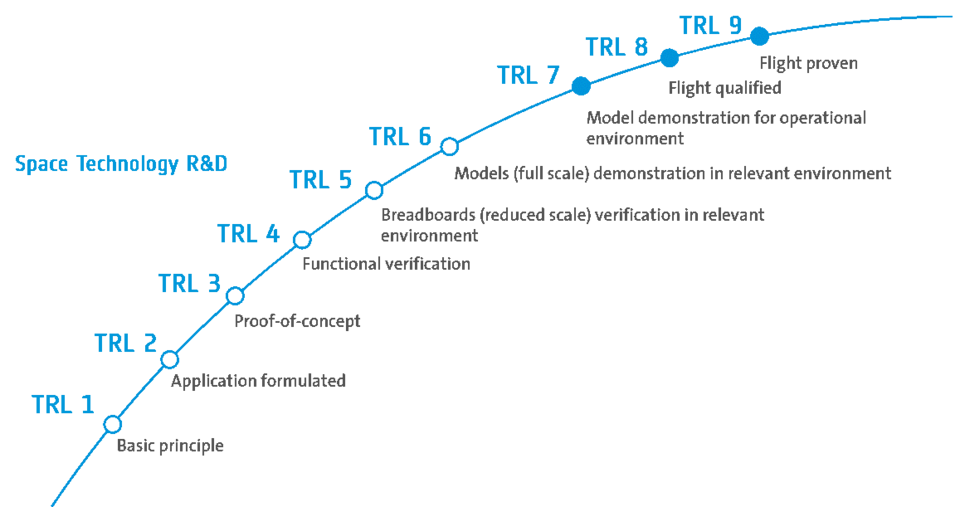 TRL 9
Flight proven
TRL 8
Flight qualified
TRL 7
Model demonstration for operational
environment
TRL 6
Models (full scale) demonstration in relevant environment
Space Technology R&D
TRL 5
Breadboards (reduced scale) verification in relevant
environment
TRL 4
Functional verification
TRL 3
Proof-of-concept
TRL 2
Application formulated
TRL 1
Basic principle